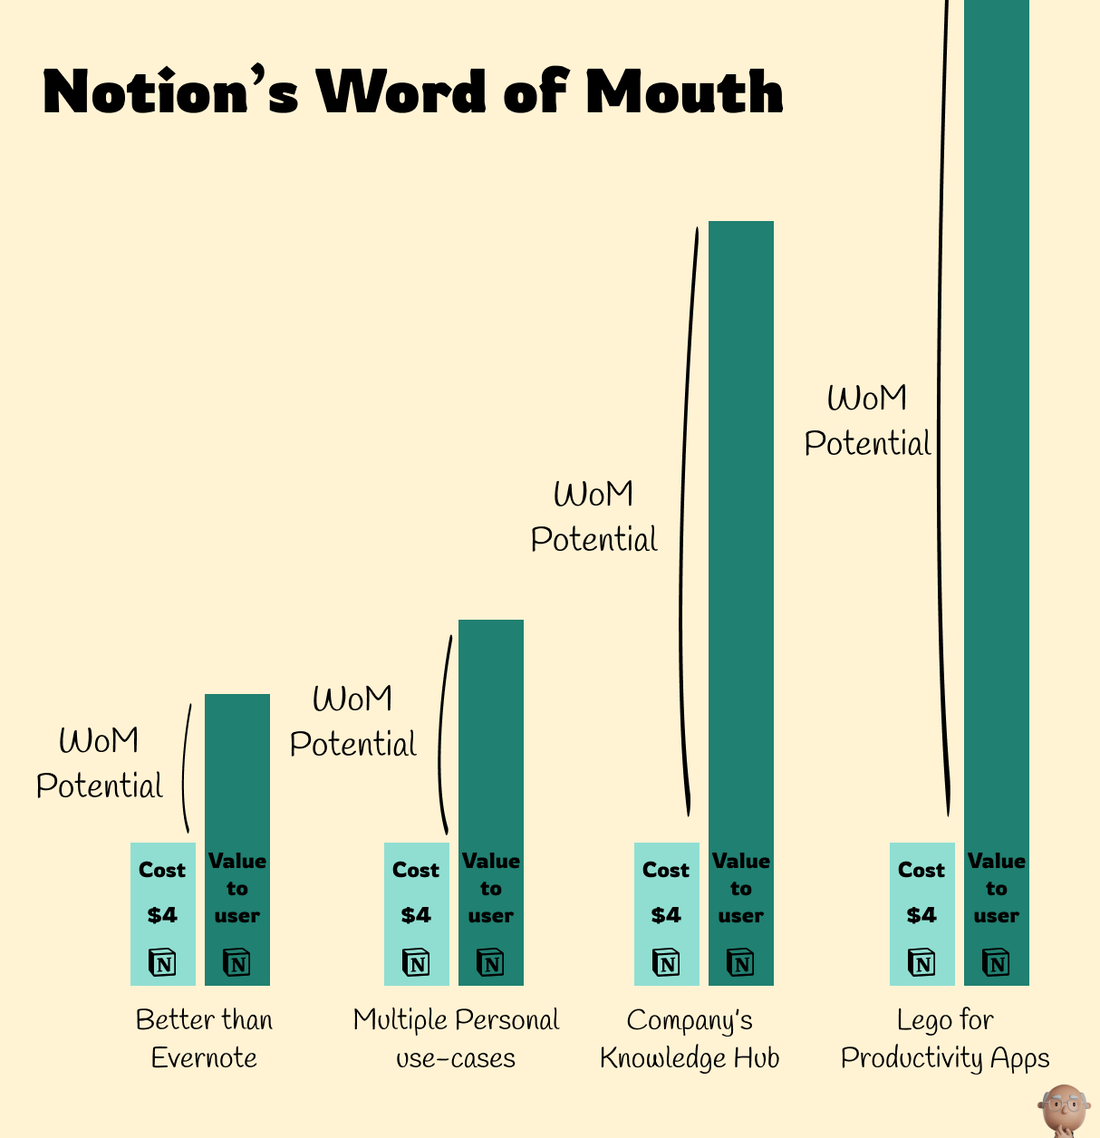 Notion's Word of Mouth
WoM
Potential
Cost
$4
N
Value
to
user
N
Better than
Evernote
WoM
Potential
Cost
$4
N
Value
to
user
N
Multiple Personal
use-cases
WoM
Potential
Cost
$4
N
Value
to
user
N
Company's
Knowledge Hub
WoM
Potential
Cost
$4
N
Value
to
user
N
Lego for
Productivity Apps